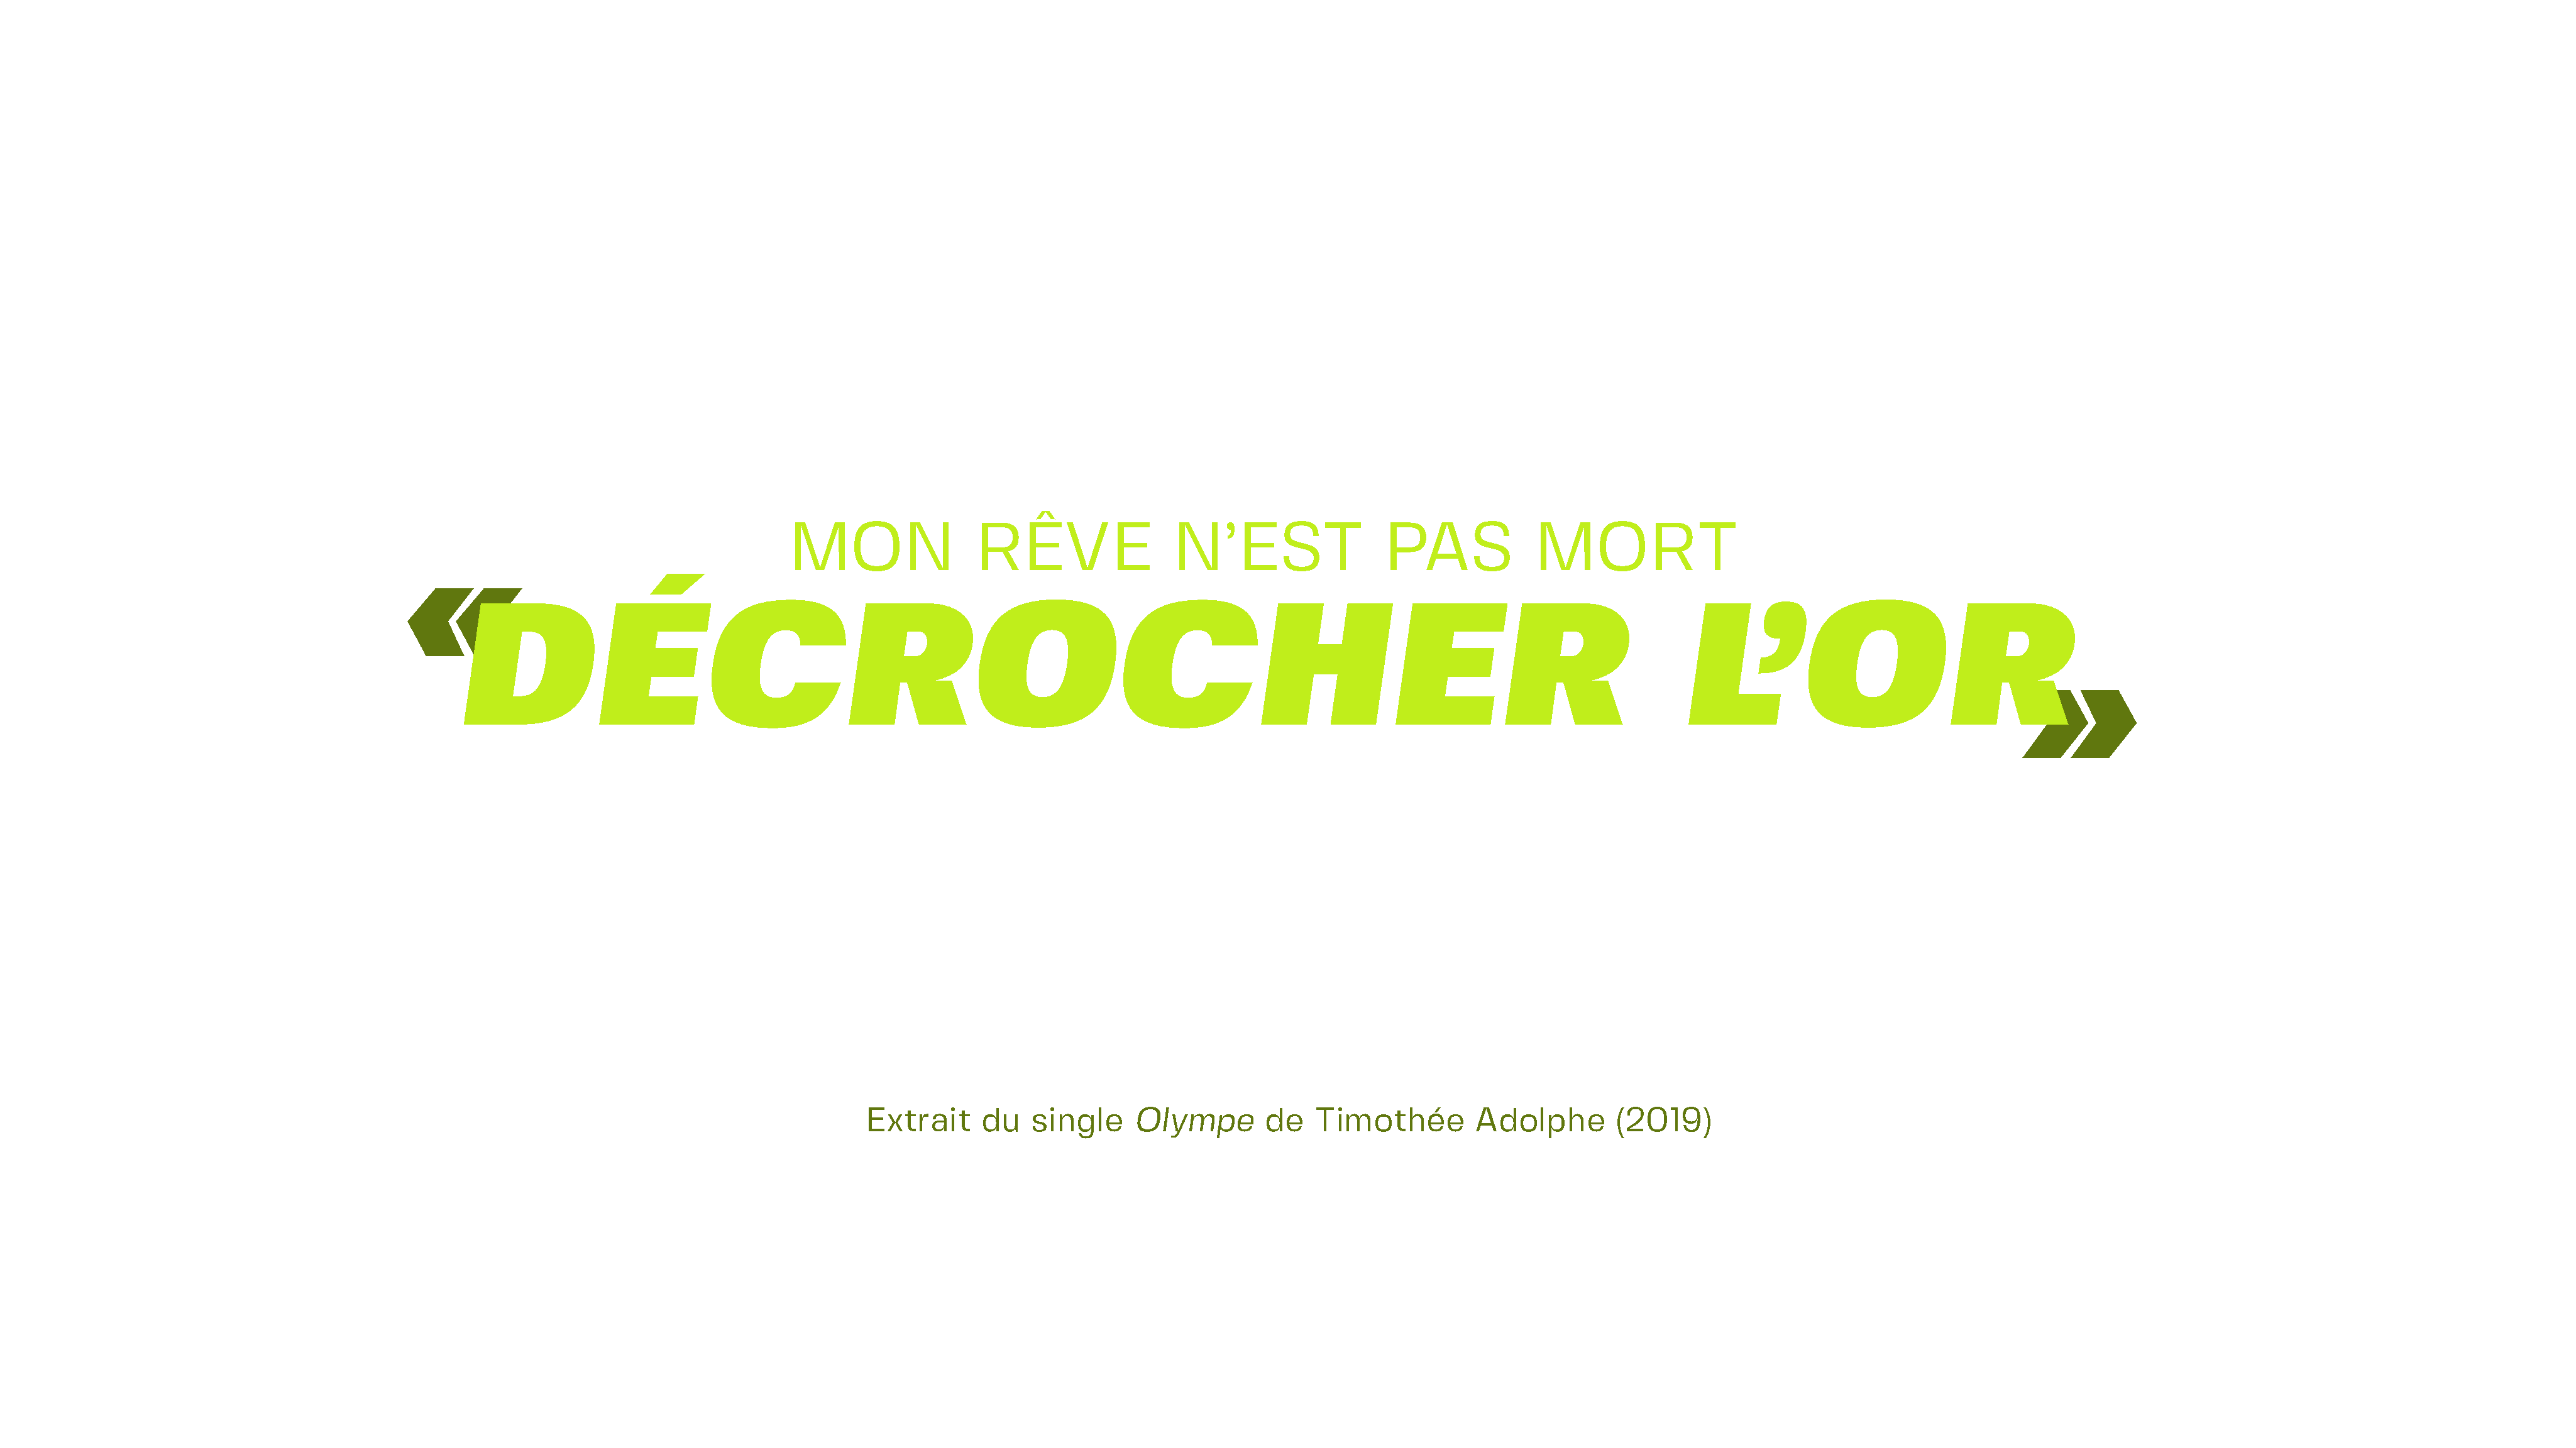 MON RÊVE N’EST PAS MORT
«DÉCROCHER L’OR»
Extrait du single Olympe de Timothée Adolphe (2019)